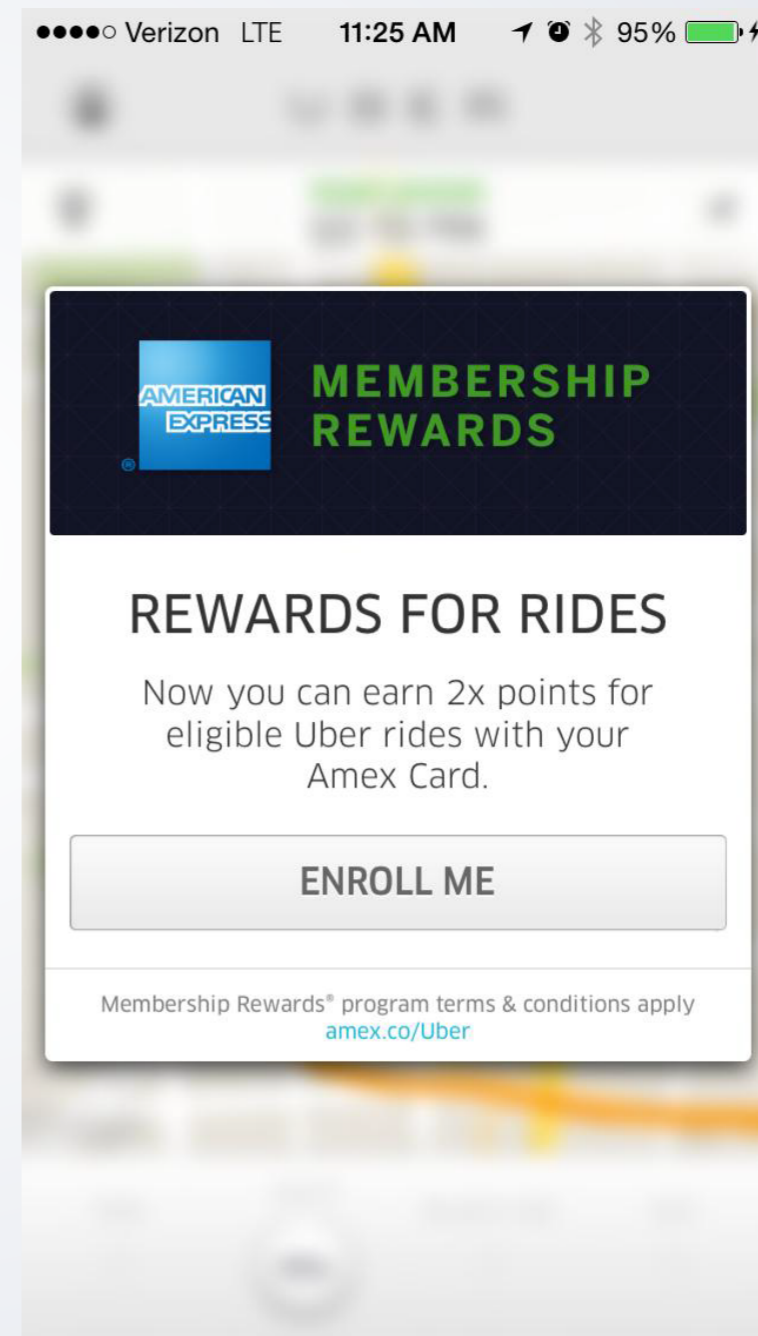 Verizon LTE 11:25 AM 95%
UBER
AMERICAN
EXPRESS
®
MEMBERSHIP
REWARDS
REWARDS FOR RIDES
Now you can earn 2x points for
eligible Uber rides with your
Amex Card.
ENROLL ME
Membership Rewards® program terms & conditions apply
amex.co/Uber